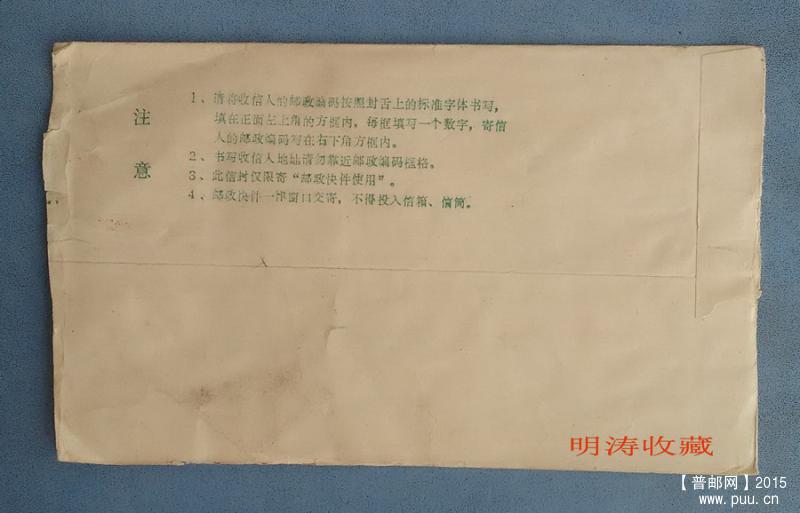 注意
1、请将收信人的邮政编码按照封舌上的标准字体书写，
填在正面左上角的方框内。每框填写一个数字，寄信
人的邮政编码写在右下角方框内。
2、书写收信人地址请勿靠近邮政编码框格。
3、此信封仅限寄“邮政快件使用”。
4、邮政快件一律窗口交寄，不得投入信箱、信筒。
明涛收藏
【普邮网】2015
www.puu.cn